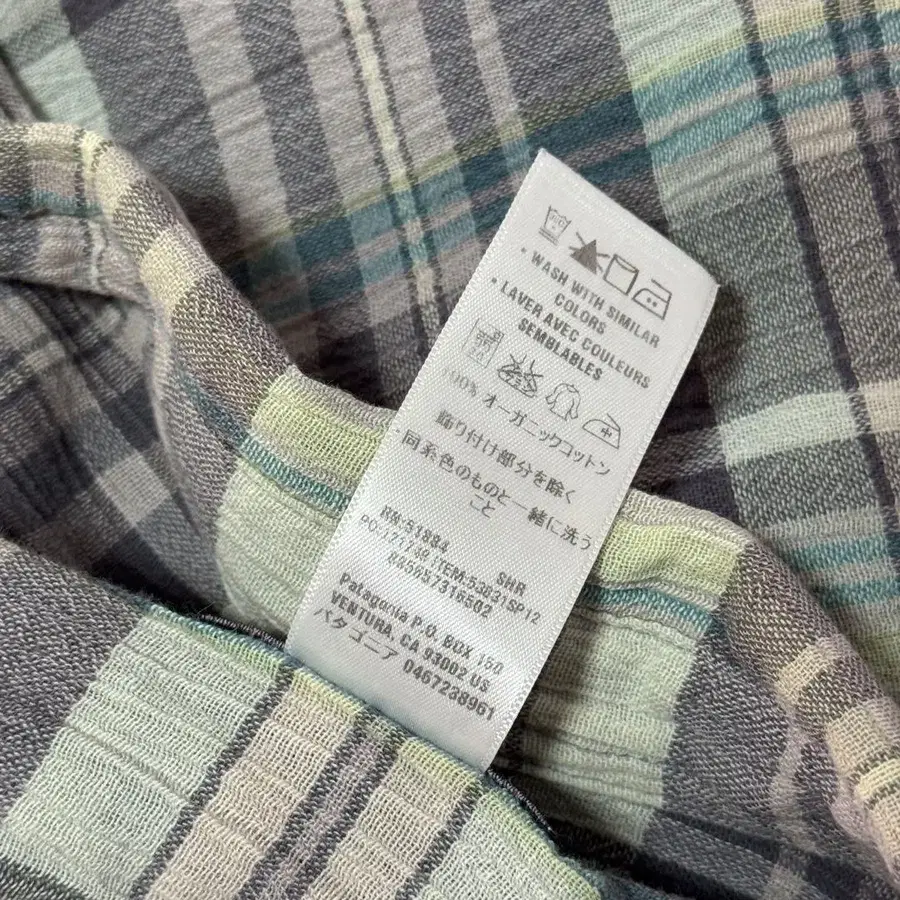 • WASH WITH SIMILAR
COLORS
• LAVER AVEC COULEURS
SEMBLABLES
100% オーガニックコットン
飾り付け部分を除く
同系色のものと一緒に洗う
こと
RN:51884 SHR
ITEM:53831SP12
Patagonia P.O. BOX 150
VENTURA, CA 93002 US
パタゴニア 0467238961